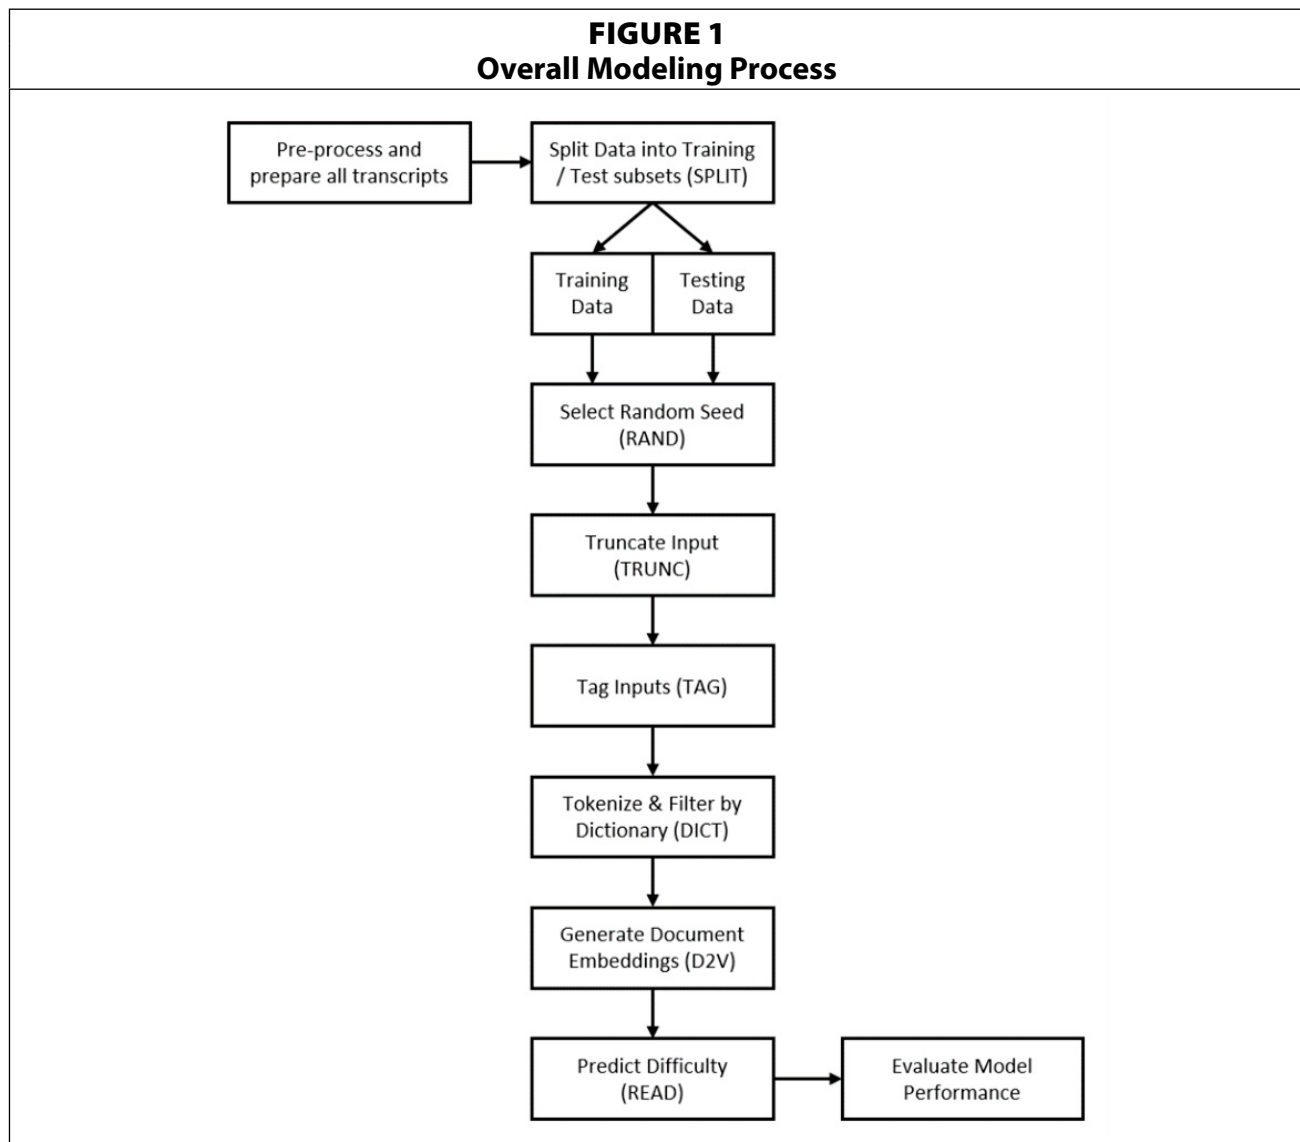 FIGURE 1
Overall Modeling Process
Pre-process and
prepare all transcripts
Split Data into Training
/ Test subsets (SPLIT)
Training
Data
Testing
Data
Select Random Seed
(RAND)
Truncate Input
(TRUNC)
Tag Inputs (TAG)
Tokenize & Filter by
Dictionary (DICT)
Generate Document
Embeddings (D2V)
Predict Difficulty
(READ)
Evaluate Model
Performance